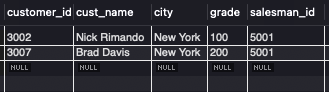 customer_id cust_name city grade salesman_id
3002 Nick Rimando New York 100 5001
3007 Brad Davis New York 200 5001
NULL NULL NULL NULL NULL